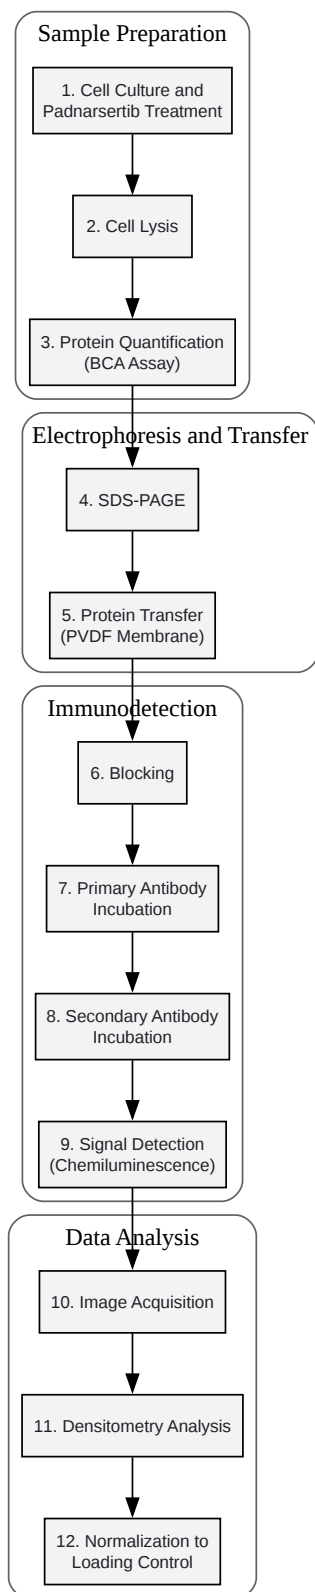 Sample Preparation
1. Cell Culture and
Padnarsertib Treatment
2. Cell Lysis
3. Protein Quantification
(BCA Assay)
Electrophoresis and Transfer
4. SDS-PAGE
5. Protein Transfer
(PVDF Membrane)
Immunodetection
6. Blocking
7. Primary Antibody
Incubation
8. Secondary Antibody
Incubation
9. Signal Detection
(Chemiluminescence)
Data Analysis
10. Image Acquisition
11. Densitometry Analysis
12. Normalization to
Loading Control